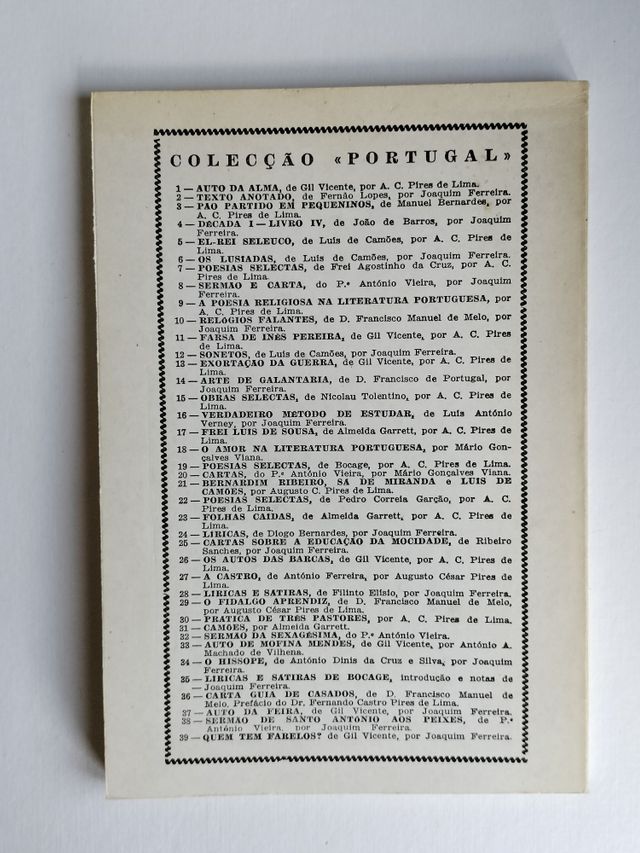 COLECÇÃO «PORTUGAL»
1 — AUTO DA ALMA, de Gil Vicente, por A. C. Pires de Lima.
2 — TEXTO ANOTADO, de Fernão Lopes, por Joaquim Ferreira.
3 — PÃO PARTIDO EM PEQUENINOS, de Manuel Bernardes, por
A. C. Pires de Lima.
4 — DÉCADA I — LIVRO IV, de João de Barros, por Joaquim
Ferreira.
5 — EL-REI SELEUCO, de Luís de Camões, por A. C. Pires de
Lima.
6 — OS LUSIADAS, de Luís de Camões, por Joaquim Ferreira.
7 — POESIAS SELECTAS, de Frei Agostinho da Cruz, por A. C.
Pires de Lima.
8 — SERMÃO E CARTA, do P.e António Vieira, por Joaquim
Ferreira.
9 — A POESIA RELIGIOSA NA LITERATURA PORTUGUESA, por
A. C. Pires de Lima.
10 — RELÓGIOS FALANTES, de D. Francisco Manuel de Melo, por
Joaquim Ferreira.
11 — FARSA DE INÊS PEREIRA, de Gil Vicente, por A. C. Pires
de Lima.
12 — SONETOS, de Luís de Camões, por Joaquim Ferreira.
13 — EXORTAÇÃO DA GUERRA, de Gil Vicente, por A. C. Pires de
Lima.
14 — ARTE DE GALANTARIA, de D. Francisco de Portugal, por
Joaquim Ferreira.
15 — OBRAS SELECTAS, de Nicolau Tolentino, por A. C. Pires de
Lima.
16 — VERDADEIRO MÉTODO DE ESTUDAR, de Luís António
Verney, por Joaquim Ferreira.
17 — FREI LUIS DE SOUSA, de Almeida Garrett, por A. C. Pires de
Lima.
18 — O AMOR NA LITERATURA PORTUGUESA, por Mário Gon-
çalves Viana.
19 — POESIAS SELECTAS, de Bocage, por A. C. Pires de Lima.
20 — CARTAS, do P.e António Vieira, por Mário Gonçalves Viana.
21 — BERNARDIM RIBEIRO, SÁ DE MIRANDA e LUIS DE
CAMÕES, por Augusto C. Pires de Lima.
22 — POESIAS SELECTAS, de Pedro Correia Garção, por A. C.
Pires de Lima.
23 — FOLHAS CAIDAS, de Almeida Garrett, por A. C. Pires de
Lima.
24 — LIRICAS, de Diogo Bernardes, por Joaquim Ferreira.
25 — CARTAS SOBRE A EDUCAÇÃO DA MOCIDADE, de Ribeiro
Sanches, por Joaquim Ferreira.
26 — OS AUTOS DAS BARCAS, de Gil Vicente, por A. C. Pires de
Lima.
27 — A CASTRO, de António Ferreira, por Augusto César Pires de
Lima.
28 — LIRICAS E SATIRAS, de Filinto Elísio, por Joaquim Ferreira.
29 — O FIDALGO APRENDIZ, de D. Francisco Manuel de Melo,
por Augusto César Pires de Lima.
30 — PRATICA DE TRÊS PASTORES, por A. C. Pires de Lima.
31 — CAMÕES, por Almeida Garrett.
32 — SERMÃO DA SEXAGÉSIMA, do P.e António Vieira.
33 — AUTO DE MOFINA MENDES, de Gil Vicente, por António A.
Machado de Vilhena.
34 — O HISSOPE, de António Dinis da Cruz e Silva, por Joaquim
Ferreira.
35 — LIRICAS E SATIRAS DE BOCAGE, introdução e notas de
— Joaquim Ferreira.
36 — CARTA GUIA DE CASADOS, de D. Francisco Manuel de
Melo. Prefácio do Dr. Fernando Castro Pires de Lima.
37 — AUTO DA FEIRA, de Gil Vicente, por Joaquim Ferreira.
38 — SERMÃO DE SANTO ANTÓNIO AOS PEIXES, de P.e
António Vieira, por Joaquim Ferreira.
39 — QUEM TEM FARELOS? de Gil Vicente, por Joaquim Ferreira.